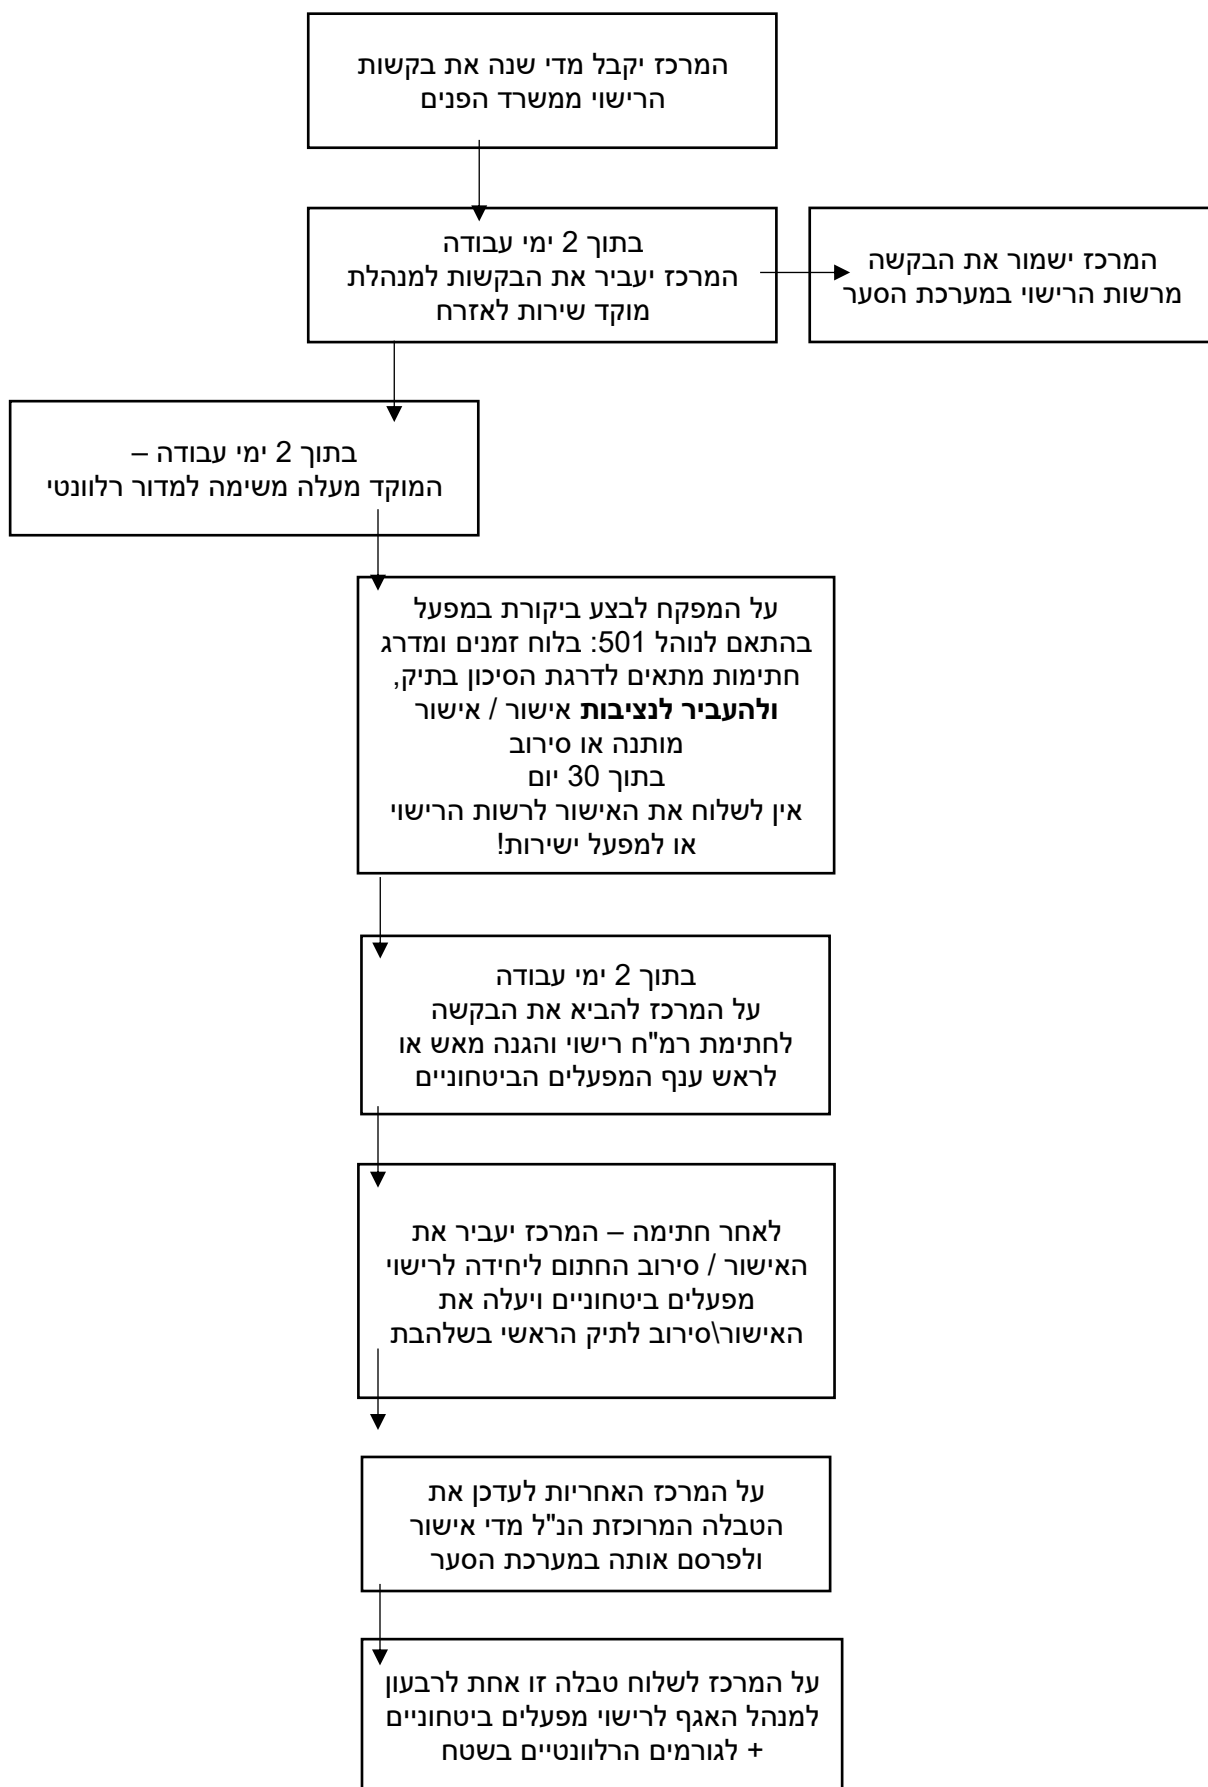 המרכז יקבל מדי שנה את בקשות
הרישוי ממשרד הפנים
בתוך 2 ימי עבודה
המרכז יעביר את הבקשות למנהלת
מוקד שירות לאזרח
המרכז ישמור את הבקשה
מרשות הרישוי במערכת הסער
בתוך 2 ימי עבודה –
המוקד מעלה משימה למדור רלוונטי
על המפקח לבצע ביקורת במפעל
בהתאם לנוהל 501: בלוח זמנים ומדרג
חתימות מתאים לדרגת הסיכון בתיק,
ולהעביר לנציבות אישור / אישור
מותנה או סירוב
בתוך 30 יום
אין לשלוח את האישור לרשות הרישוי
או למפעל ישירות!
בתוך 2 ימי עבודה
על המרכז להביא את הבקשה
לחתימת רמ"ח רישוי והגנה מאש או
לראש ענף המפעלים הביטחוניים
לאחר חתימה – המרכז יעביר את
האישור / סירוב החתום ליחידה לרישוי
מפעלים ביטחוניים ויעלה את
האישור\סירוב לתיק הראשי בשלהבת
על המרכז האחריות לעדכן את
הטבלה המרוכזת הנ"ל מדי אישור
ולפרסם אותה במערכת הסער
על המרכז לשלוח טבלה זו אחת לרבעון
למנהל האגף לרישוי מפעלים ביטחוניים
+ לגורמים הרלוונטיים בשטח